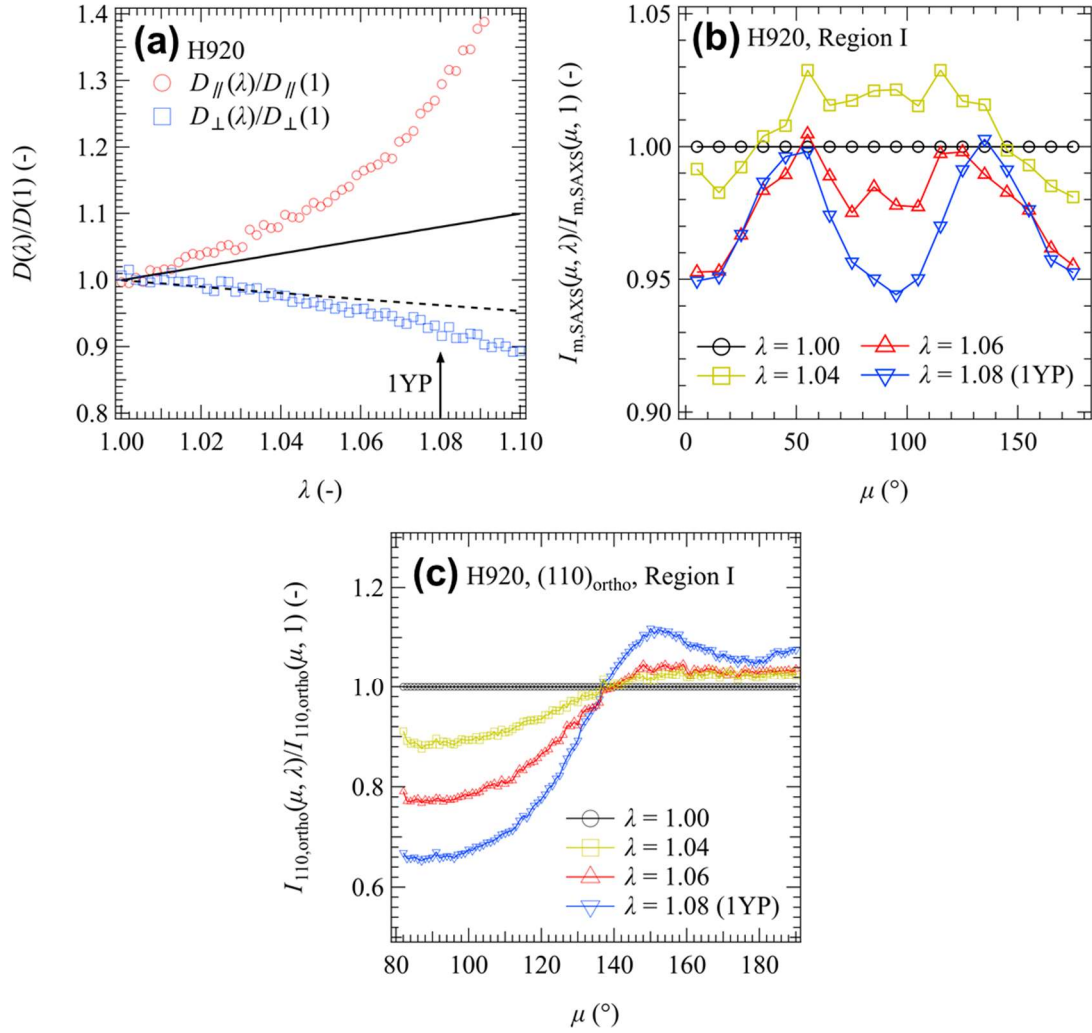 (a) H920
D∥(λ)/D∥(1)
D⊥(λ)/D⊥(1)
1YP
D(λ)/D(1) (-)
1.4
1.3
1.2
1.1
1.0
0.9
0.8
1.00 1.02 1.04 1.06 1.08 1.10
λ (-)
(b) H920, Region I
I_m,SAXS(μ, λ)/I_m,SAXS(μ, 1) (-)
1.05
1.00
0.95
0.90
λ = 1.00 λ = 1.06
λ = 1.04 λ = 1.08 (1YP)
0 50 100 150
μ (°)
(c) H920, (110)ortho, Region I
I_110,ortho(μ, λ)/I_110,ortho(μ, 1) (-)
1.2
1.0
0.8
0.6
λ = 1.00
λ = 1.04
λ = 1.06
λ = 1.08 (1YP)
80 100 120 140 160 180
μ (°)